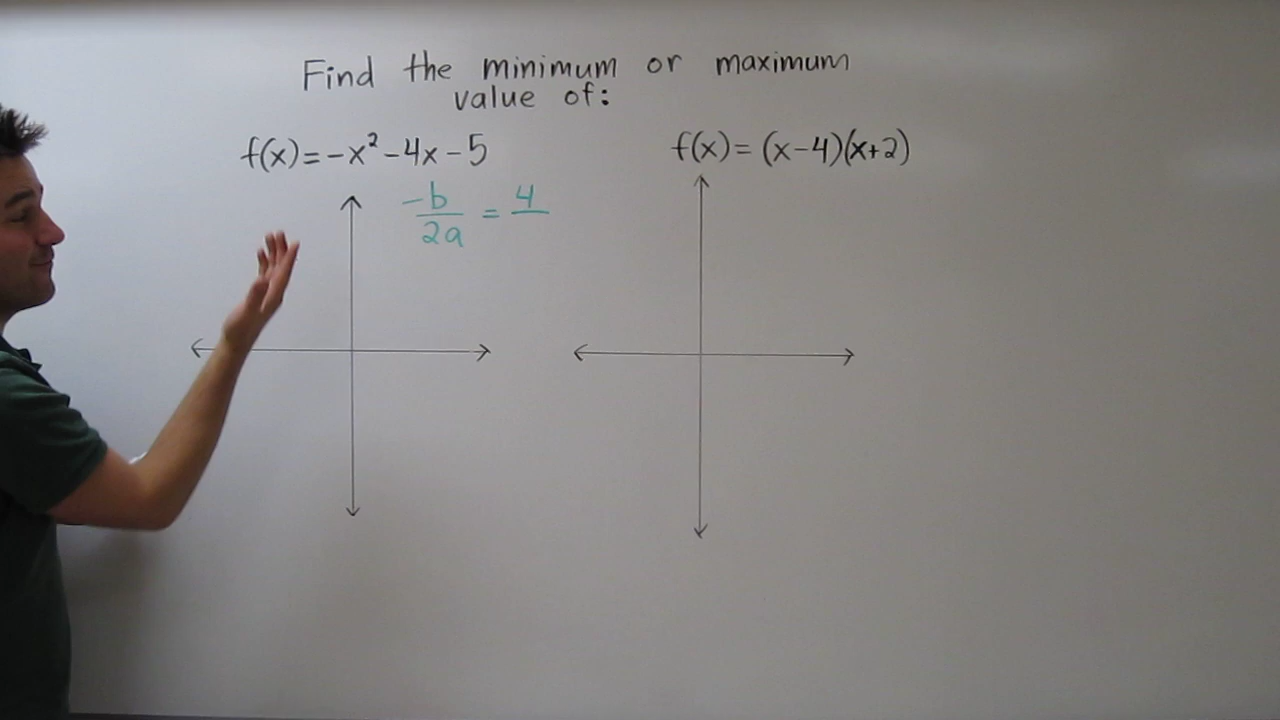 Find the minimum or maximum
value of:
f(x)=-x²-4x-5
f(x)=(x-4)(x+2)
-b/2a = 4/